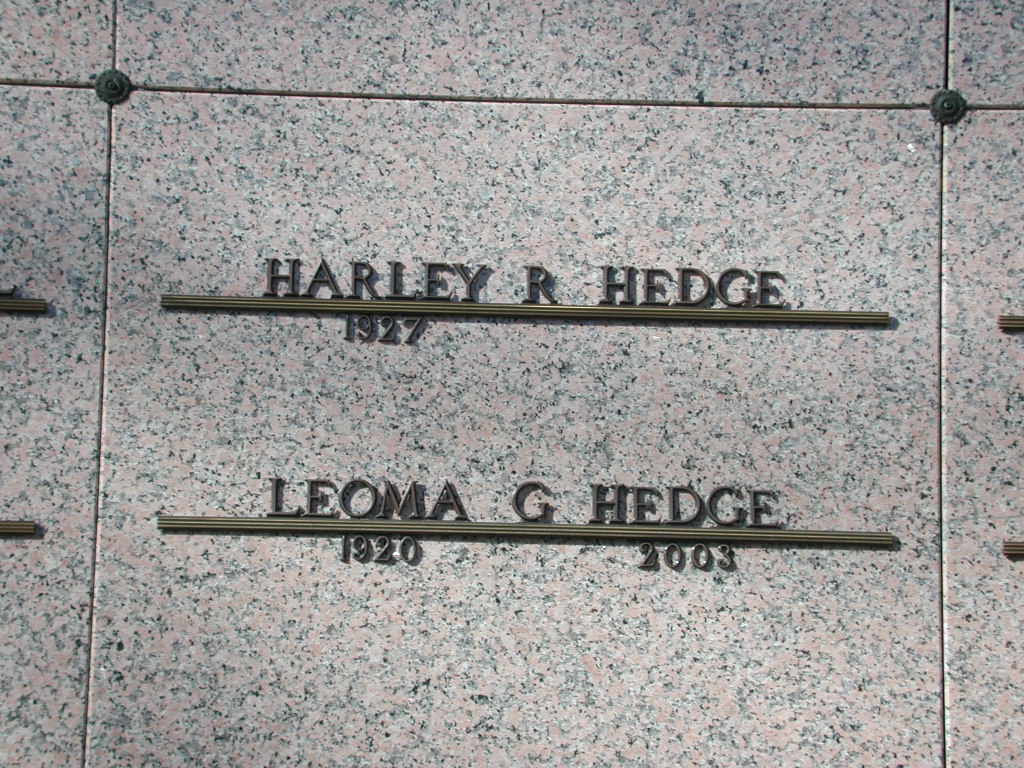 HARLEY R HEDGE
1927
LEOMA G HEDGE
1920 2003